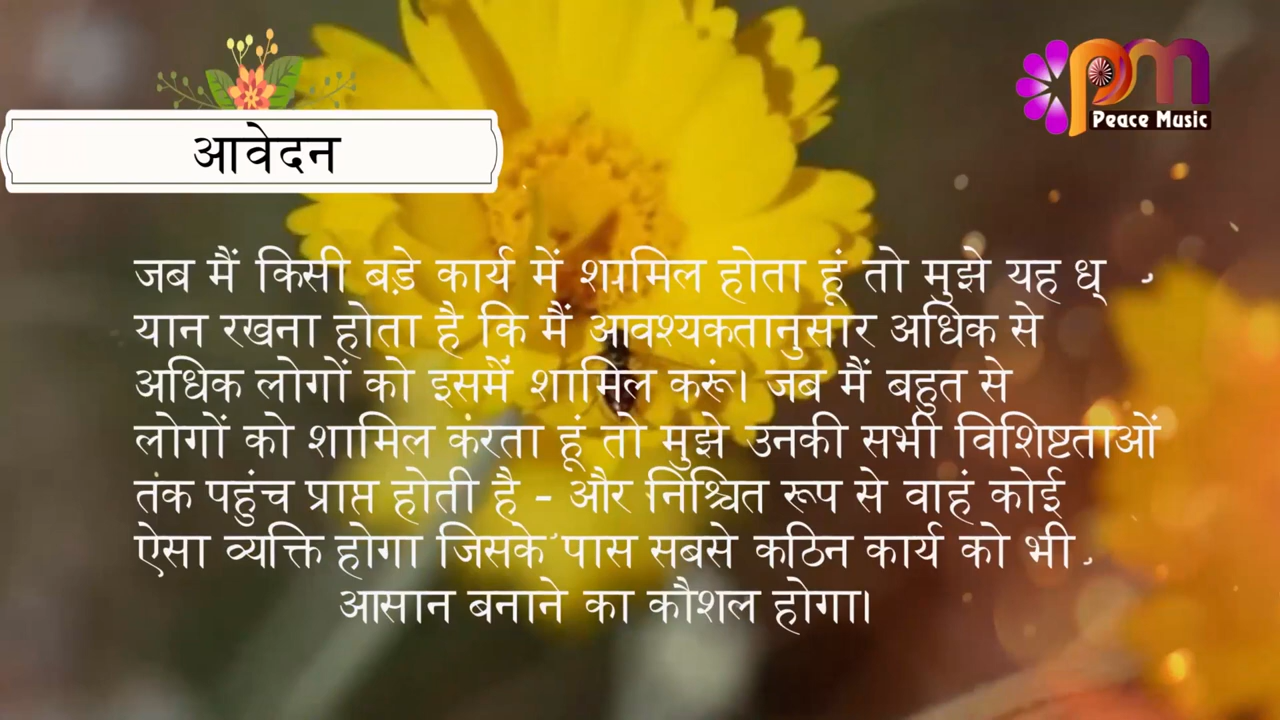 आवेदन
Peace Music
जब मैं किसी बड़े कार्य में शामिल होता हूं तो मुझे यह ध्
यान रखना होता है कि मैं आवश्यकतानुसार अधिक से
अधिक लोगों को इसमें शामिल करूं। जब मैं बहुत से
लोगों को शामिल करता हूं तो मुझे उनकी सभी विशिष्टताओं
तक पहुंच प्राप्त होती है - और निश्चित रूप से वाहं कोई
ऐसा व्यक्ति होगा जिसके पास सबसे कठिन कार्य को भी
आसान बनाने का कौशल होगा।